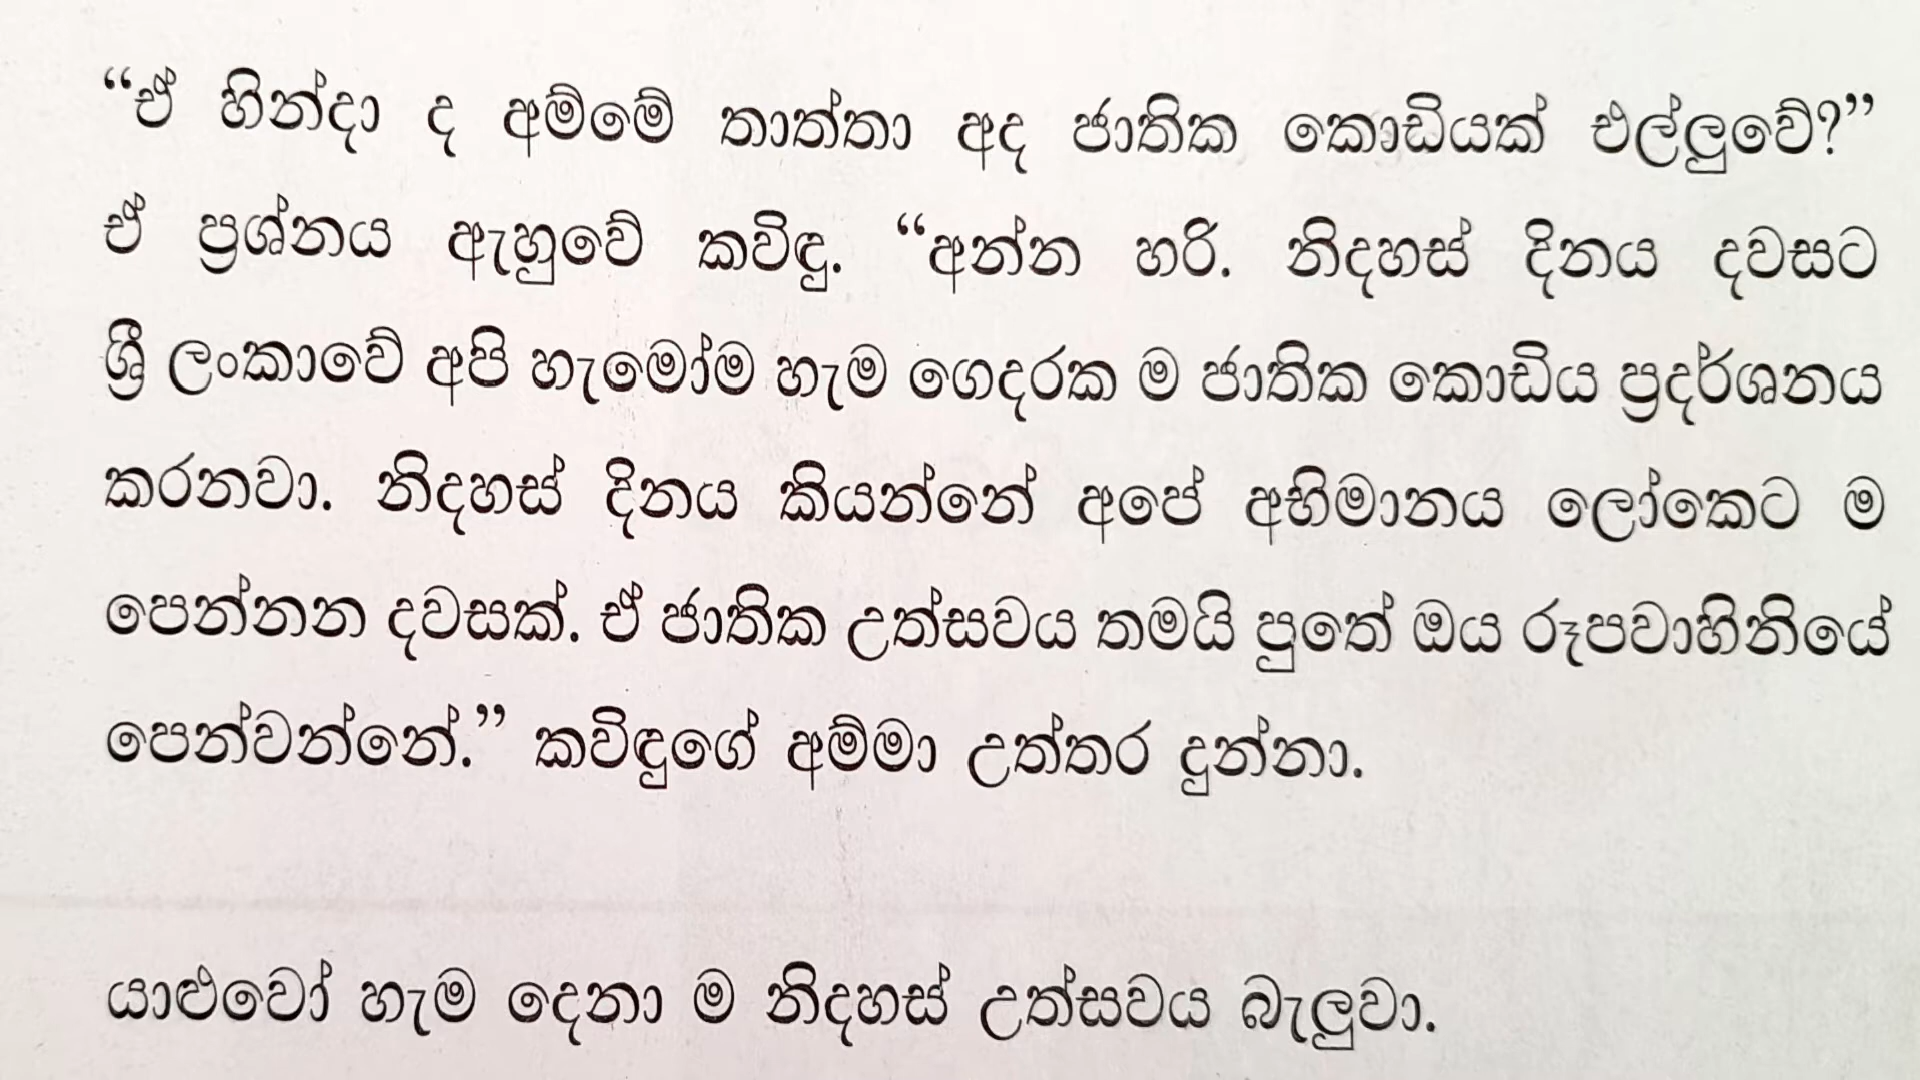 “ඒ හින්දා ද අම්මේ තාත්තා අද ජාතික කොඩියක් එල්ලුවේ?”
ඒ ප්‍රශ්නය ඇහුවේ කවිඳු. “අන්න හරි. නිදහස් දිනය දවසට
ශ්‍රී ලංකාවේ අපි හැමෝම හැම ගෙදරක ම ජාතික කොඩිය ප්‍රදර්ශනය
කරනවා. නිදහස් දිනය කියන්නේ අපේ අභිමානය ලෝකෙට ම
පෙන්නන දවසක්. ඒ ජාතික උත්සවය තමයි පුතේ ඔය රූපවාහිනියේ
පෙන්වන්නේ.” කවිඳුගේ අම්මා උත්තර දුන්නා.
යාළුවෝ හැම දෙනා ම නිදහස් උත්සවය බැලුවා.